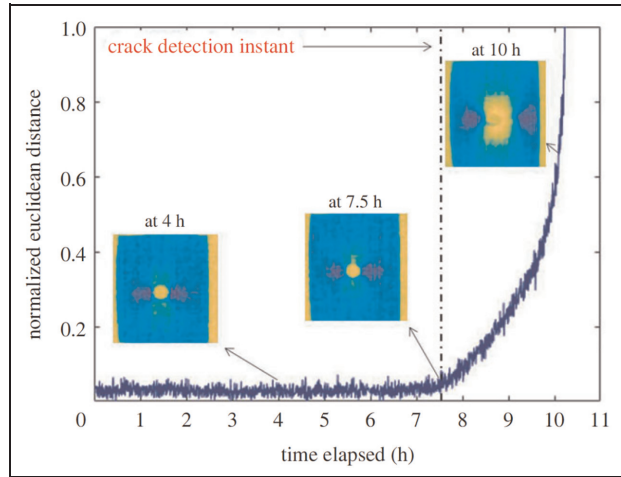 1.0
crack detection instant
at 10 h
0.8
0.6
normalized euclidean distance
at 7.5 h
at 4 h
0.4
0.2
0 1 2 3 4 5 6 7 8 9 10 11
time elapsed (h)